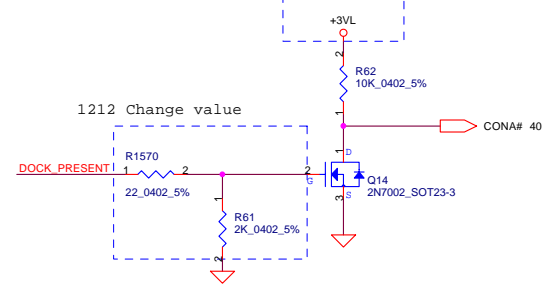 +3VL
2
R62
10K_0402_5%
1
1212 Change value
CONA# 40
DOCK_PRESENT
1
R1570
2
22_0402_5%
1
R61
2K_0402_5%
2
2
G
1
D
Q14
2N7002_SOT23-3
S
3